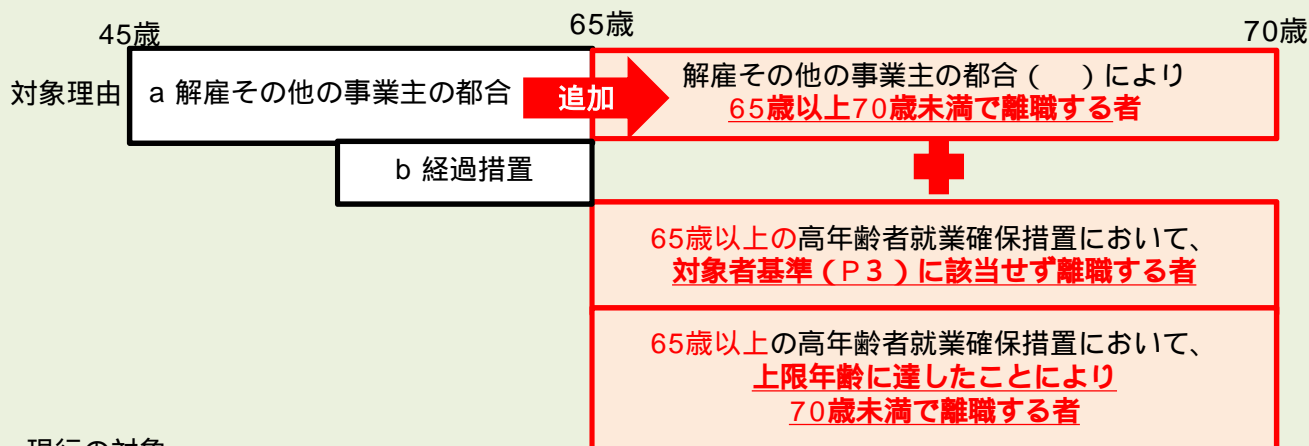 45歳
65歳
70歳
対象理由
a 解雇その他の事業主の都合
追加
解雇その他の事業主の都合(　)により
65歳以上70歳未満で離職する者
b 経過措置
65歳以上の高年齢者就業確保措置において、
対象者基準(P3)に該当せず離職する者
65歳以上の高年齢者就業確保措置において、
上限年齢に達したことにより
70歳未満で離職する者
現行の対象